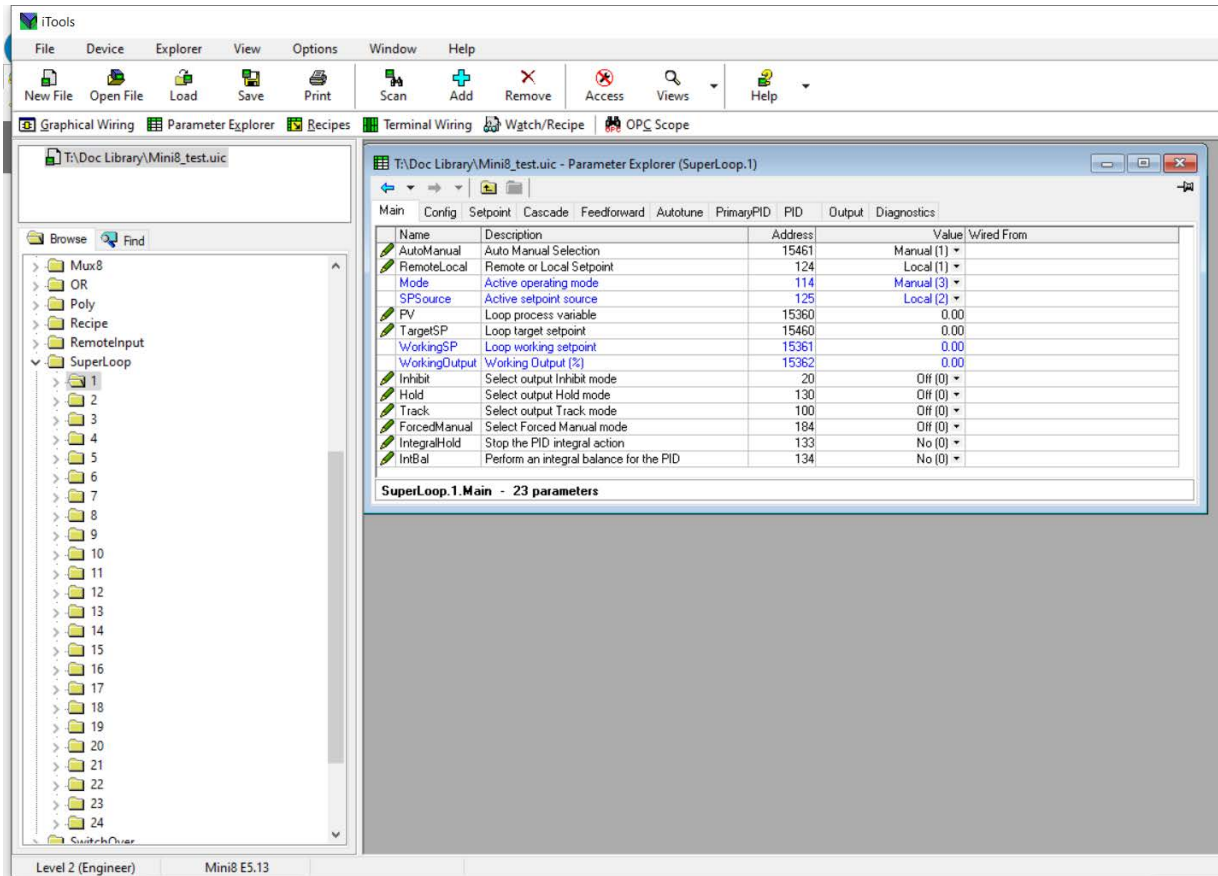 iTools
File Device Explorer View Options Window Help
New File Open File Load Save Print Scan Add Remove Access Views Help
Graphical Wiring Parameter Explorer Recipes Terminal Wiring Watch/Recipe OPC Scope
T:\Doc Library\Mini8_test.uic
Browse Find
Mux8
OR
Poly
Recipe
RemoteInput
SuperLoop
1
2
3
4
5
6
7
8
9
10
11
12
13
14
15
16
17
18
19
20
21
22
23
24
SwitchOver
T:\Doc Library\Mini8_test.uic - Parameter Explorer (SuperLoop.1)
Main Config Setpoint Cascade Feedforward Autotune PrimaryPID PID Output Diagnostics
Name Description Address Value Wired From
AutoManual Auto Manual Selection 15461 Manual (1)
RemoteLocal Remote or Local Setpoint 124 Local (1)
Mode Active operating mode 114 Manual (3)
SPSource Active setpoint source 125 Local (2)
PV Loop process variable 15360 0.00
TargetSP Loop target setpoint 15460 0.00
WorkingSP Loop working setpoint 15361 0.00
WorkingOutput Working Output (%) 15362 0.00
Inhibit Select output Inhibit mode 20 Off (0)
Hold Select output Hold mode 130 Off (0)
Track Select output Track mode 100 Off (0)
ForcedManual Select Forced Manual mode 184 Off (0)
IntegralHold Stop the PID integral action 133 No (0)
IntBal Perform an integral balance for the PID 134 No (0)
SuperLoop.1.Main - 23 parameters
Level 2 (Engineer) Mini8 E5.13